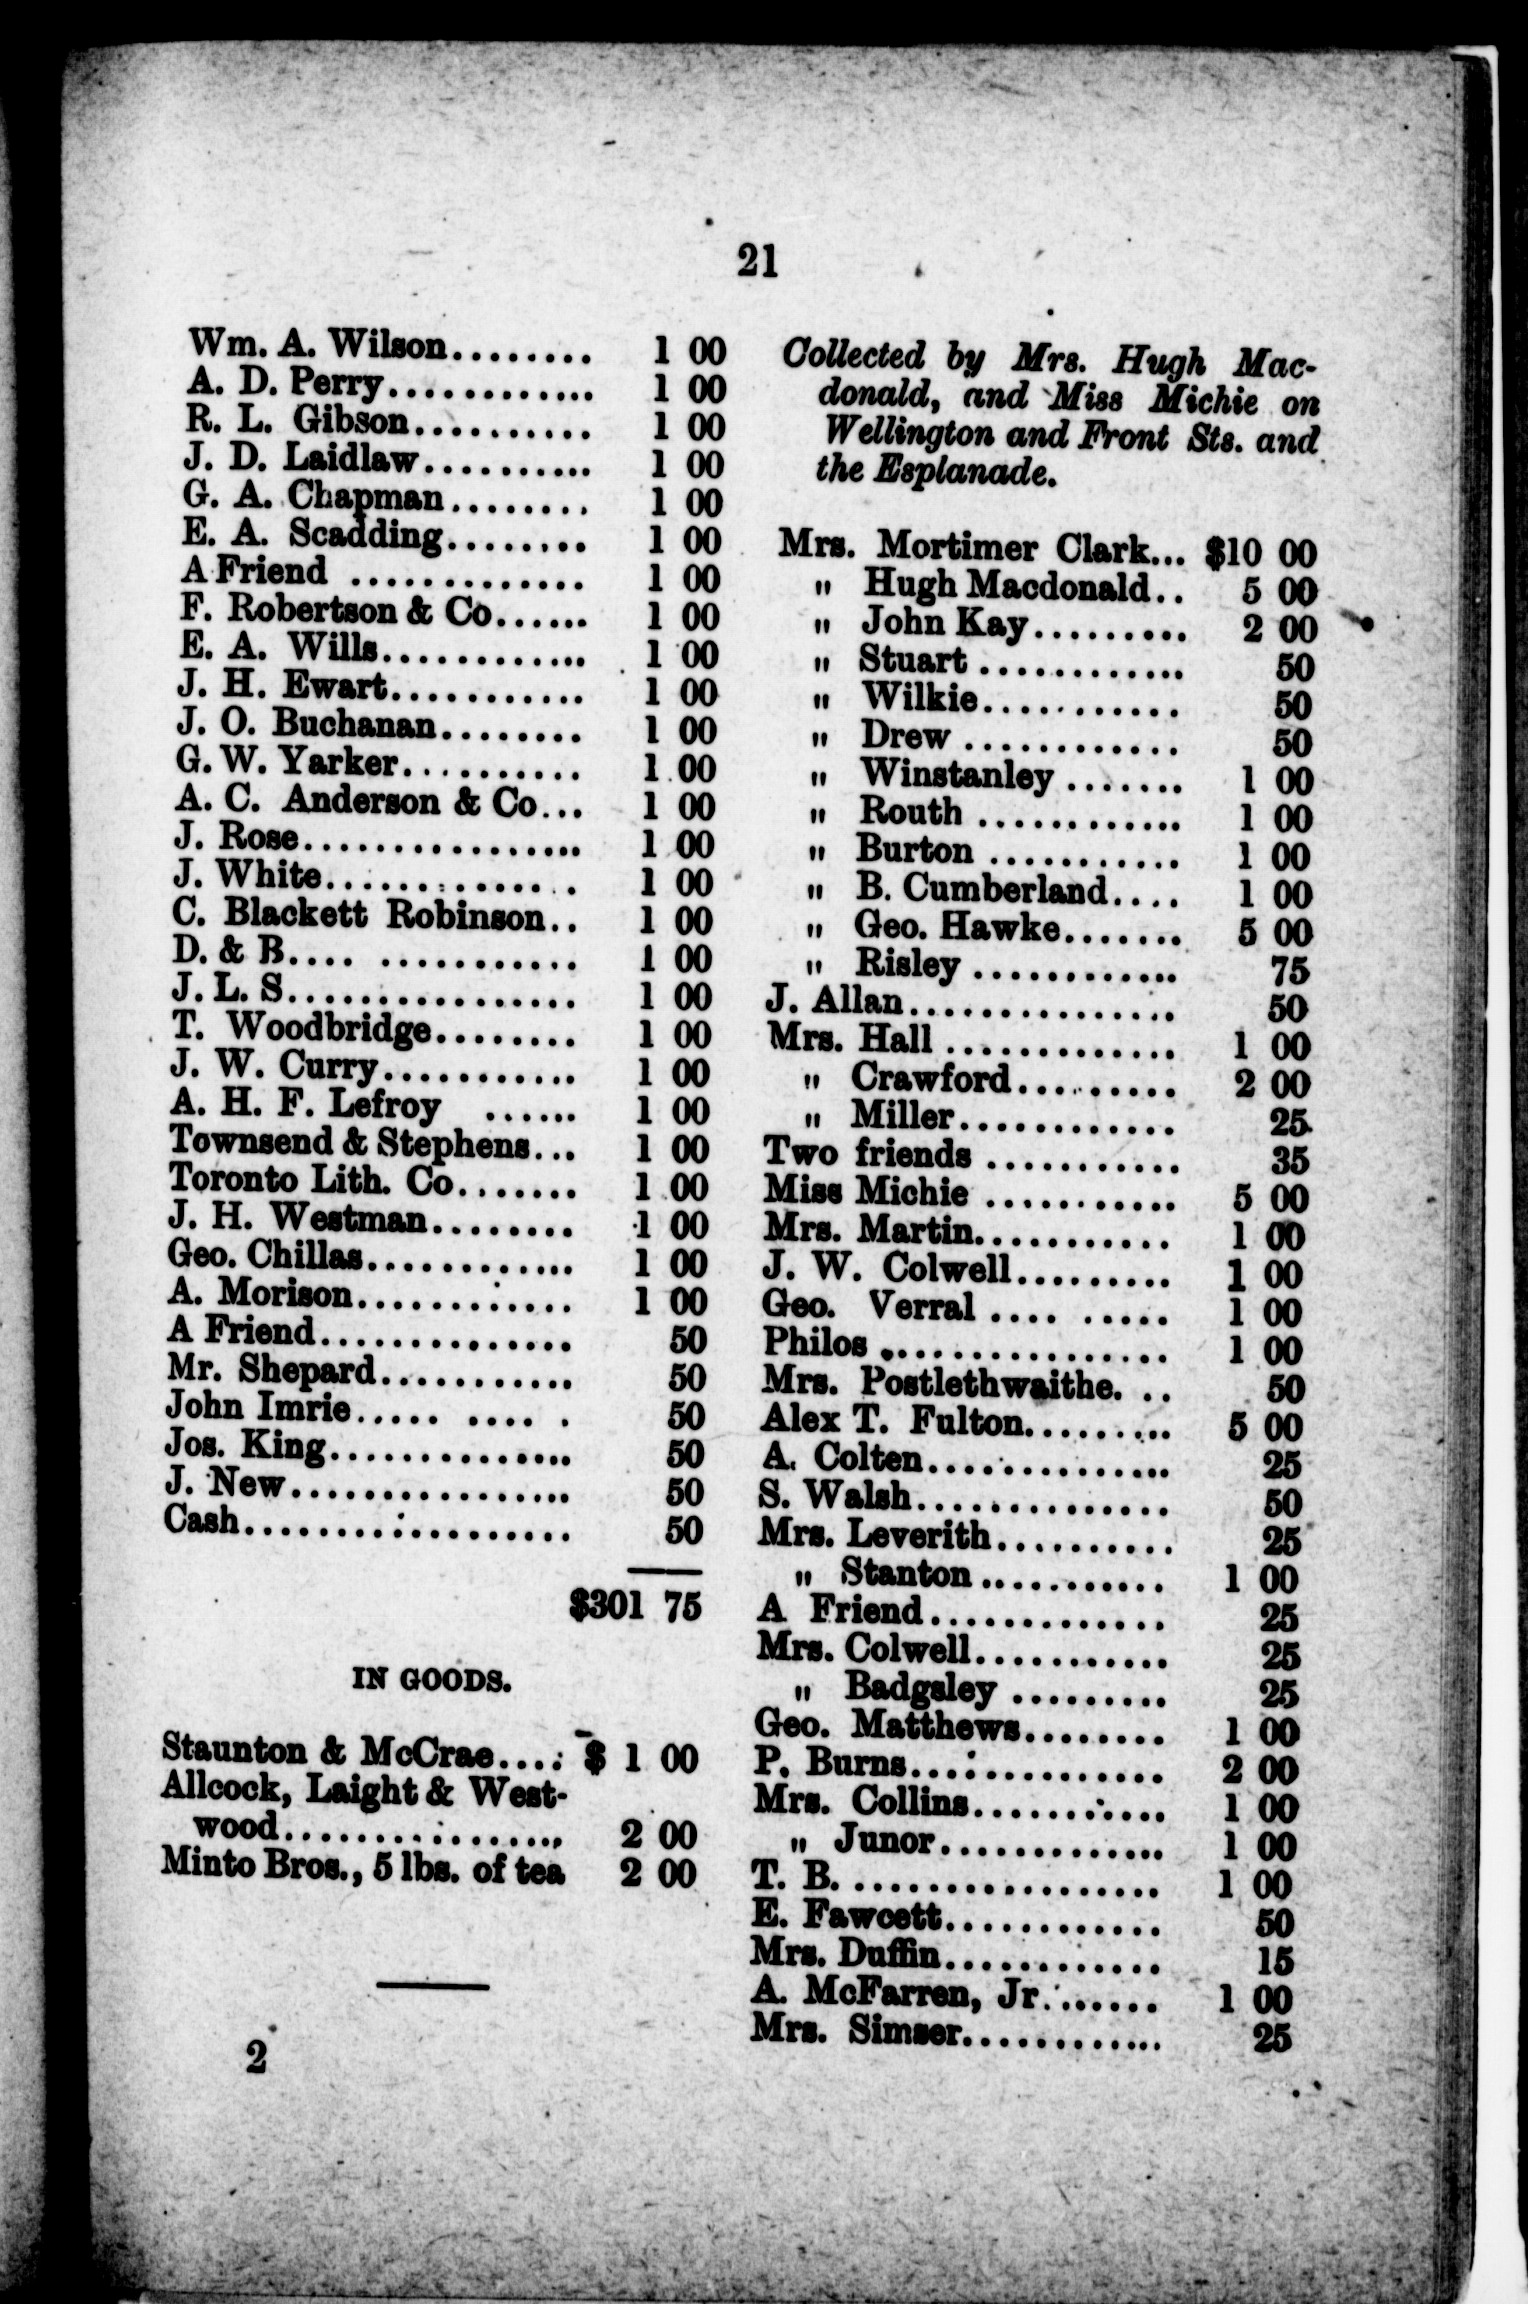 21
Wm. A. Wilson........ 1 00
A. D. Perry............. 1 00
R. L. Gibson.......... 1 00
J. D. Laidlaw.......... 1 00
G. A. Chapman........ 1 00
E. A. Scadding........ 1 00
A Friend ............. 1 00
F. Robertson & Co...... 1 00
E. A. Wills............. 1 00
J. H. Ewart........... 1 00
J. O. Buchanan........ 1 00
G. W. Yarker.......... 1 00
A. C. Anderson & Co... 1 00
J. Rose................. 1 00
J. White............... 1 00
C. Blackett Robinson.. 1 00
D. & B.... ........... 1 00
J. L. S................. 1 00
T. Woodbridge........ 1 00
J. W. Curry........... 1 00
A. H. F. Lefroy ...... 1 00
Townsend & Stephens... 1 00
Toronto Lith. Co....... 1 00
J. H. Westman........ 1 00
Geo. Chillas............ 1 00
A. Morison............ 1 00
A Friend.............. 50
Mr. Shepard........... 50
John Imrie..... .... . 50
Jos. King.............. 50
J. New................. 50
Cash................... 50
$301 75
IN GOODS.
Staunton & McCrae.... $ 1 00
Allcock, Laight & West-
wood................. 2 00
Minto Bros., 5 lbs. of tea 2 00
2
Collected by Mrs. Hugh Mac-
donald, and Miss Michie on
Wellington and Front Sts. and
the Esplanade.
Mrs. Mortimer Clark... $10 00
" Hugh Macdonald.. 5 00
" John Kay......... 2 00
" Stuart ............ 50
" Wilkie........... 50
" Drew ............ 50
" Winstanley ....... 1 00
" Routh ............ 1 00
" Burton ........... 1 00
" B. Cumberland.... 1 00
" Geo. Hawke....... 5 00
" Risley ............ 75
J. Allan............... 50
Mrs. Hall ............. 1 00
" Crawford......... 2 00
" Miller............ 25
Two friends ........... 35
Miss Michie ........... 5 00
Mrs. Martin........... 1 00
J. W. Colwell......... 1 00
Geo. Verral .... ..... 1 00
Philos ................ 1 00
Mrs. Postlethwaithe. .. 50
Alex T. Fulton......... 5 00
A. Colten.............. 25
S. Walsh.............. 50
Mrs. Leverith.......... 25
" Stanton ........... 1 00
A Friend............. 25
Mrs. Colwell........... 25
" Badgsley ......... 25
Geo. Matthews........ 1 00
P. Burns.............. 2 00
Mrs. Collins........... 1 00
" Junor............. 1 00
T. B. ................. 1 00
E. Fawcett............ 50
Mrs. Duffin............ 15
A. McFarren, Jr....... 1 00
Mrs. Simser............ 25